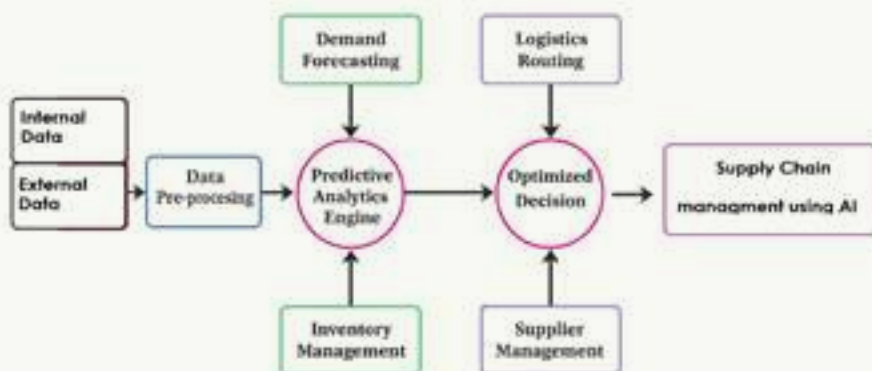 Demand
Forecasting
Logistics
Routing
Internal
Data
External
Data
Data
Pre-procesing
Predictive
Analytics
Engine
Optimized
Decision
Supply Chain
managment using AI
Inventory
Management
Supplier
Management